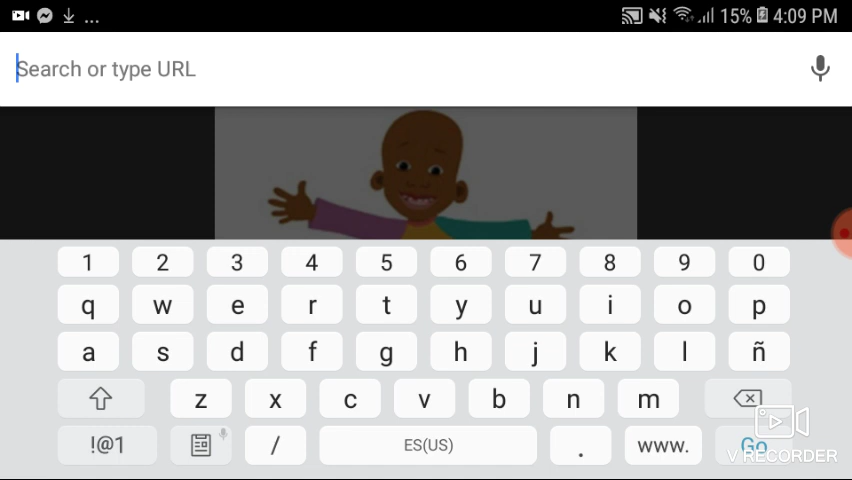 ... 15% 4:09 PM
Search or type URL
1 2 3 4 5 6 7 8 9 0
q w e r t y u i o p
a s d f g h j k l ñ
z x c v b n m
!@1 / ES(US) . www. Go
V RECORDER